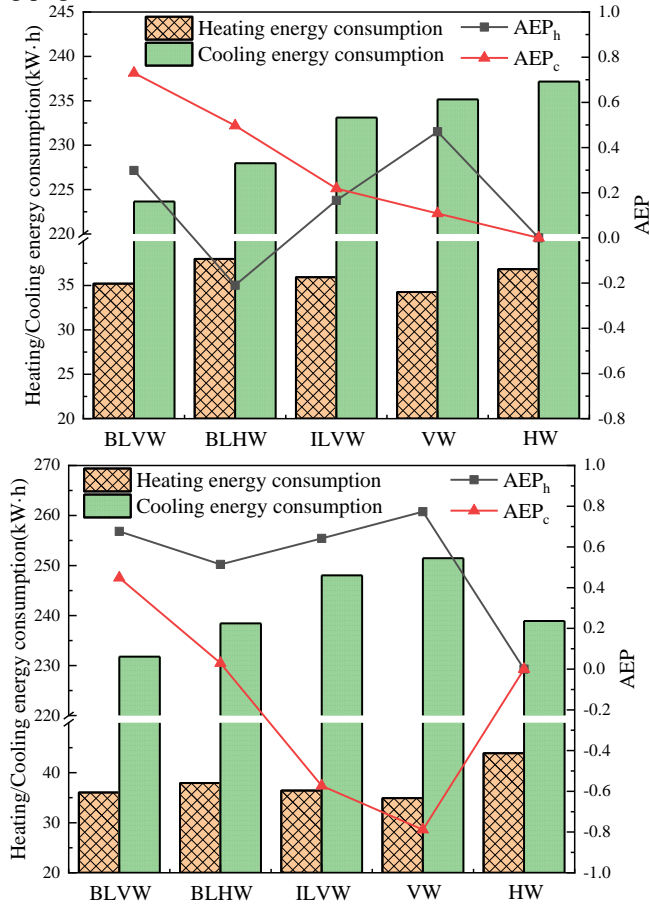 245
240
235
230
225
220
35
30
25
20
Heating/Cooling energy consumption(kW·h)
Heating energy consumption
Cooling energy consumption
AEPh
AEPc
1.0
0.8
0.6
0.4
0.2
0.0
-0.2
-0.4
-0.6
-0.8
AEP
BLVW BLHW ILVW VW HW
270
260
250
240
230
220
40
30
20
Heating/Cooling energy consumption(kW·h)
Heating energy consumption
Cooling energy consumption
AEPh
AEPc
1.0
0.8
0.6
0.4
0.2
0.0
-0.2
-0.4
-0.6
-0.8
-1.0
AEP
BLVW BLHW ILVW VW HW